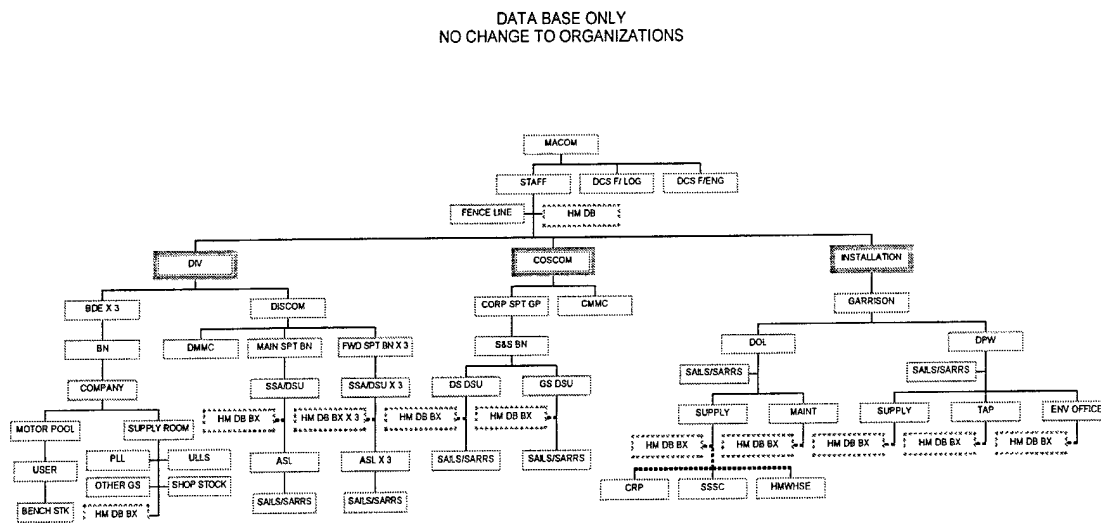 DATA BASE ONLY
NO CHANGE TO ORGANIZATIONS
MACOM
STAFF
DCS F/ LOG
DCS F/ENG
FENCE LINE
HM DB
DIV
COSCOM
INSTALLATION
BDE X 3
DISCOM
CORP SPT GP
CMMC
GARRISON
BN
DMMC
MAIN SPT BN
FWD SPT BN X 3
S&S BN
DOL
DPW
COMPANY
SSA/DSU
SSA/DSU X 3
DS DSU
GS DSU
SAILS/SARRS
SAILS/SARRS
MOTOR POOL
SUPPLY ROOM
HM DB BX
HM DB BX X 3
HM DB BX
HM DB BX
SUPPLY
MAINT
SUPPLY
TAP
ENV OFFICE
HM DB BX
HM DB BX
HM DB BX
HM DB BX
HM DB BX
USER
PLL
ULLS
ASL
ASL X 3
SAILS/SARRS
SAILS/SARRS
BENCH STK
OTHER GS
SHOP STOCK
HM DB BX
SAILS/SARRS
SAILS/SARRS
CRP
SSSC
HMWHSE